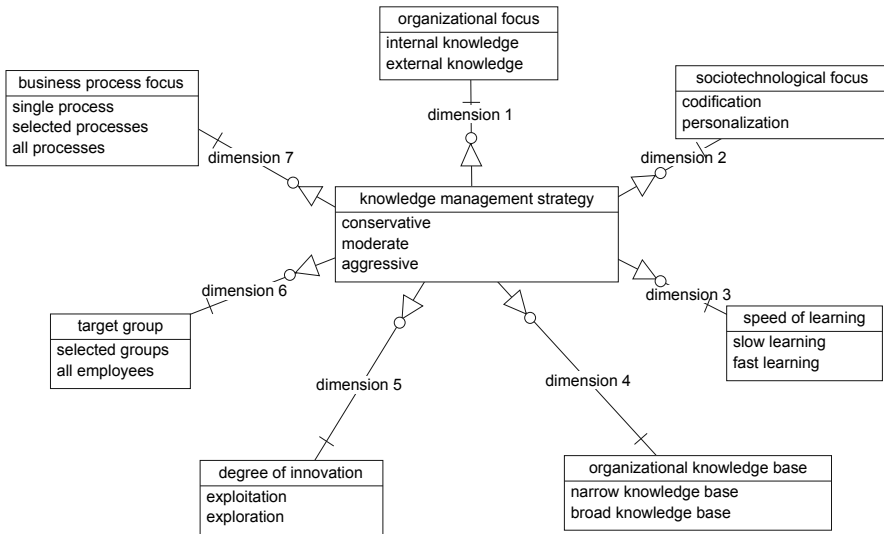 organizational focus
internal knowledge
external knowledge
business process focus
single process
selected processes
all processes
sociotechnological focus
codification
personalization
dimension 1
dimension 7
dimension 2
knowledge management strategy
conservative
moderate
aggressive
dimension 6
dimension 3
target group
selected groups
all employees
speed of learning
slow learning
fast learning
dimension 5
dimension 4
degree of innovation
exploitation
exploration
organizational knowledge base
narrow knowledge base
broad knowledge base